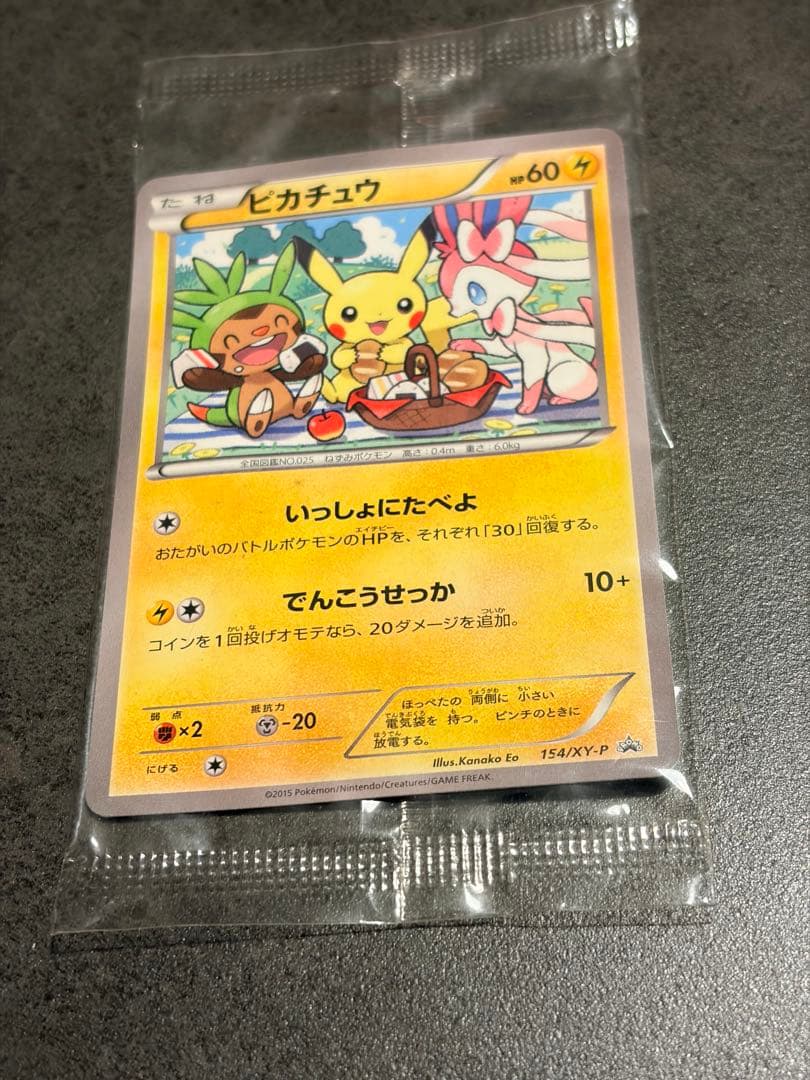 たね ピカチュウ HP60
全国図鑑NO.025 ねずみポケモン 高さ:0.4m 重さ:6.0kg
いっしょにたべよ
おたがいのバトルポケモンのHPを、それぞれ「30」回復する。
でんこうせっか 10+
コインを1回投げオモテなら、20ダメージを追加。
弱点 ×2 抵抗力 -20
にげる
ほっぺたの 両側に 小さい
電気袋を 持つ。 ピンチのときに
放電する。
Illus.Kanako Eo 154/XY-P
©2015 Pokémon/Nintendo/Creatures/GAME FREAK.